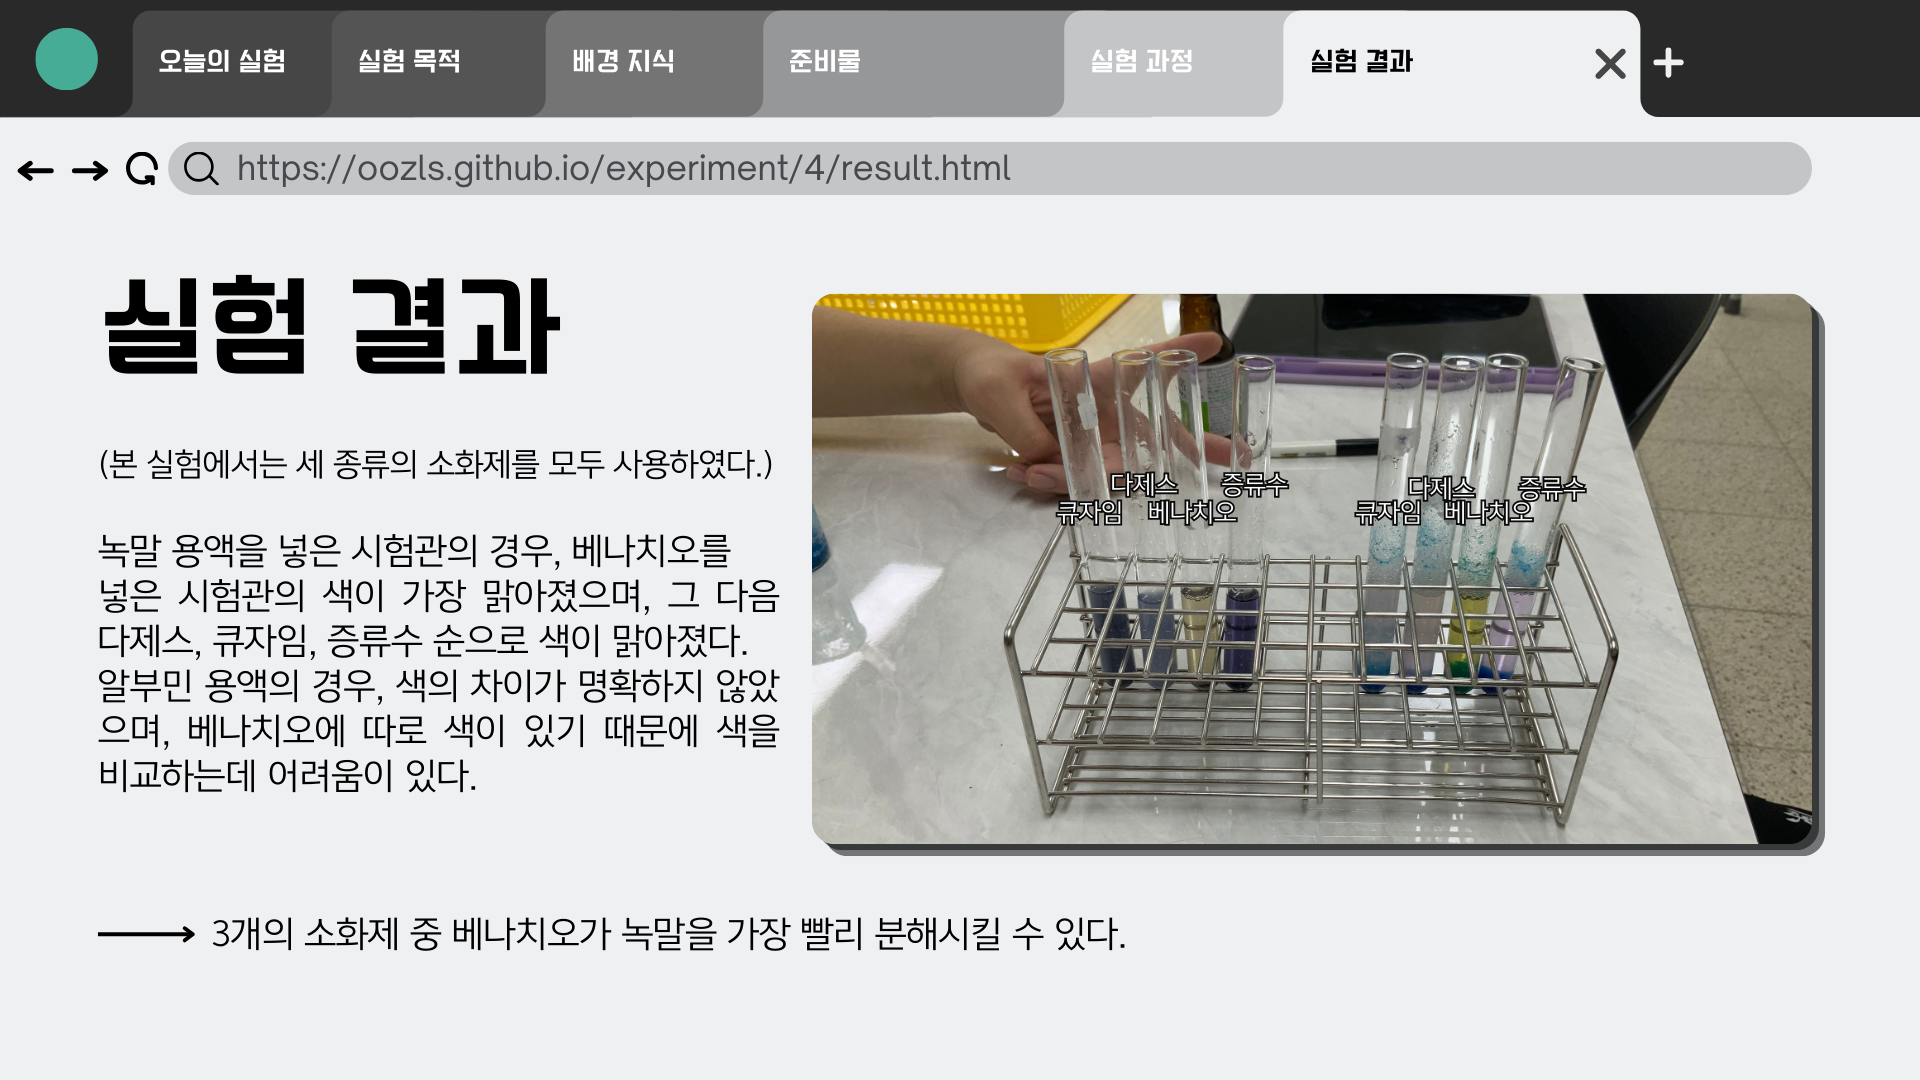 오늘의 실험
실험 목적
배경 지식
준비물
실험 과정
실험 결과
https://oozls.github.io/experiment/4/result.html
실험 결과
(본 실험에서는 세 종류의 소화제를 모두 사용하였다.)
녹말 용액을 넣은 시험관의 경우, 베나치오를
넣은 시험관의 색이 가장 맑아졌으며, 그 다음
다제스, 큐자임, 증류수 순으로 색이 맑아졌다.
알부민 용액의 경우, 색의 차이가 명확하지 않았
으며, 베나치오에 따로 색이 있기 때문에 색을
비교하는데 어려움이 있다.
다제스 증류수
큐자임 베나치오
다제스 증류수
큐자임 베나치오
3개의 소화제 중 베나치오가 녹말을 가장 빨리 분해시킬 수 있다.